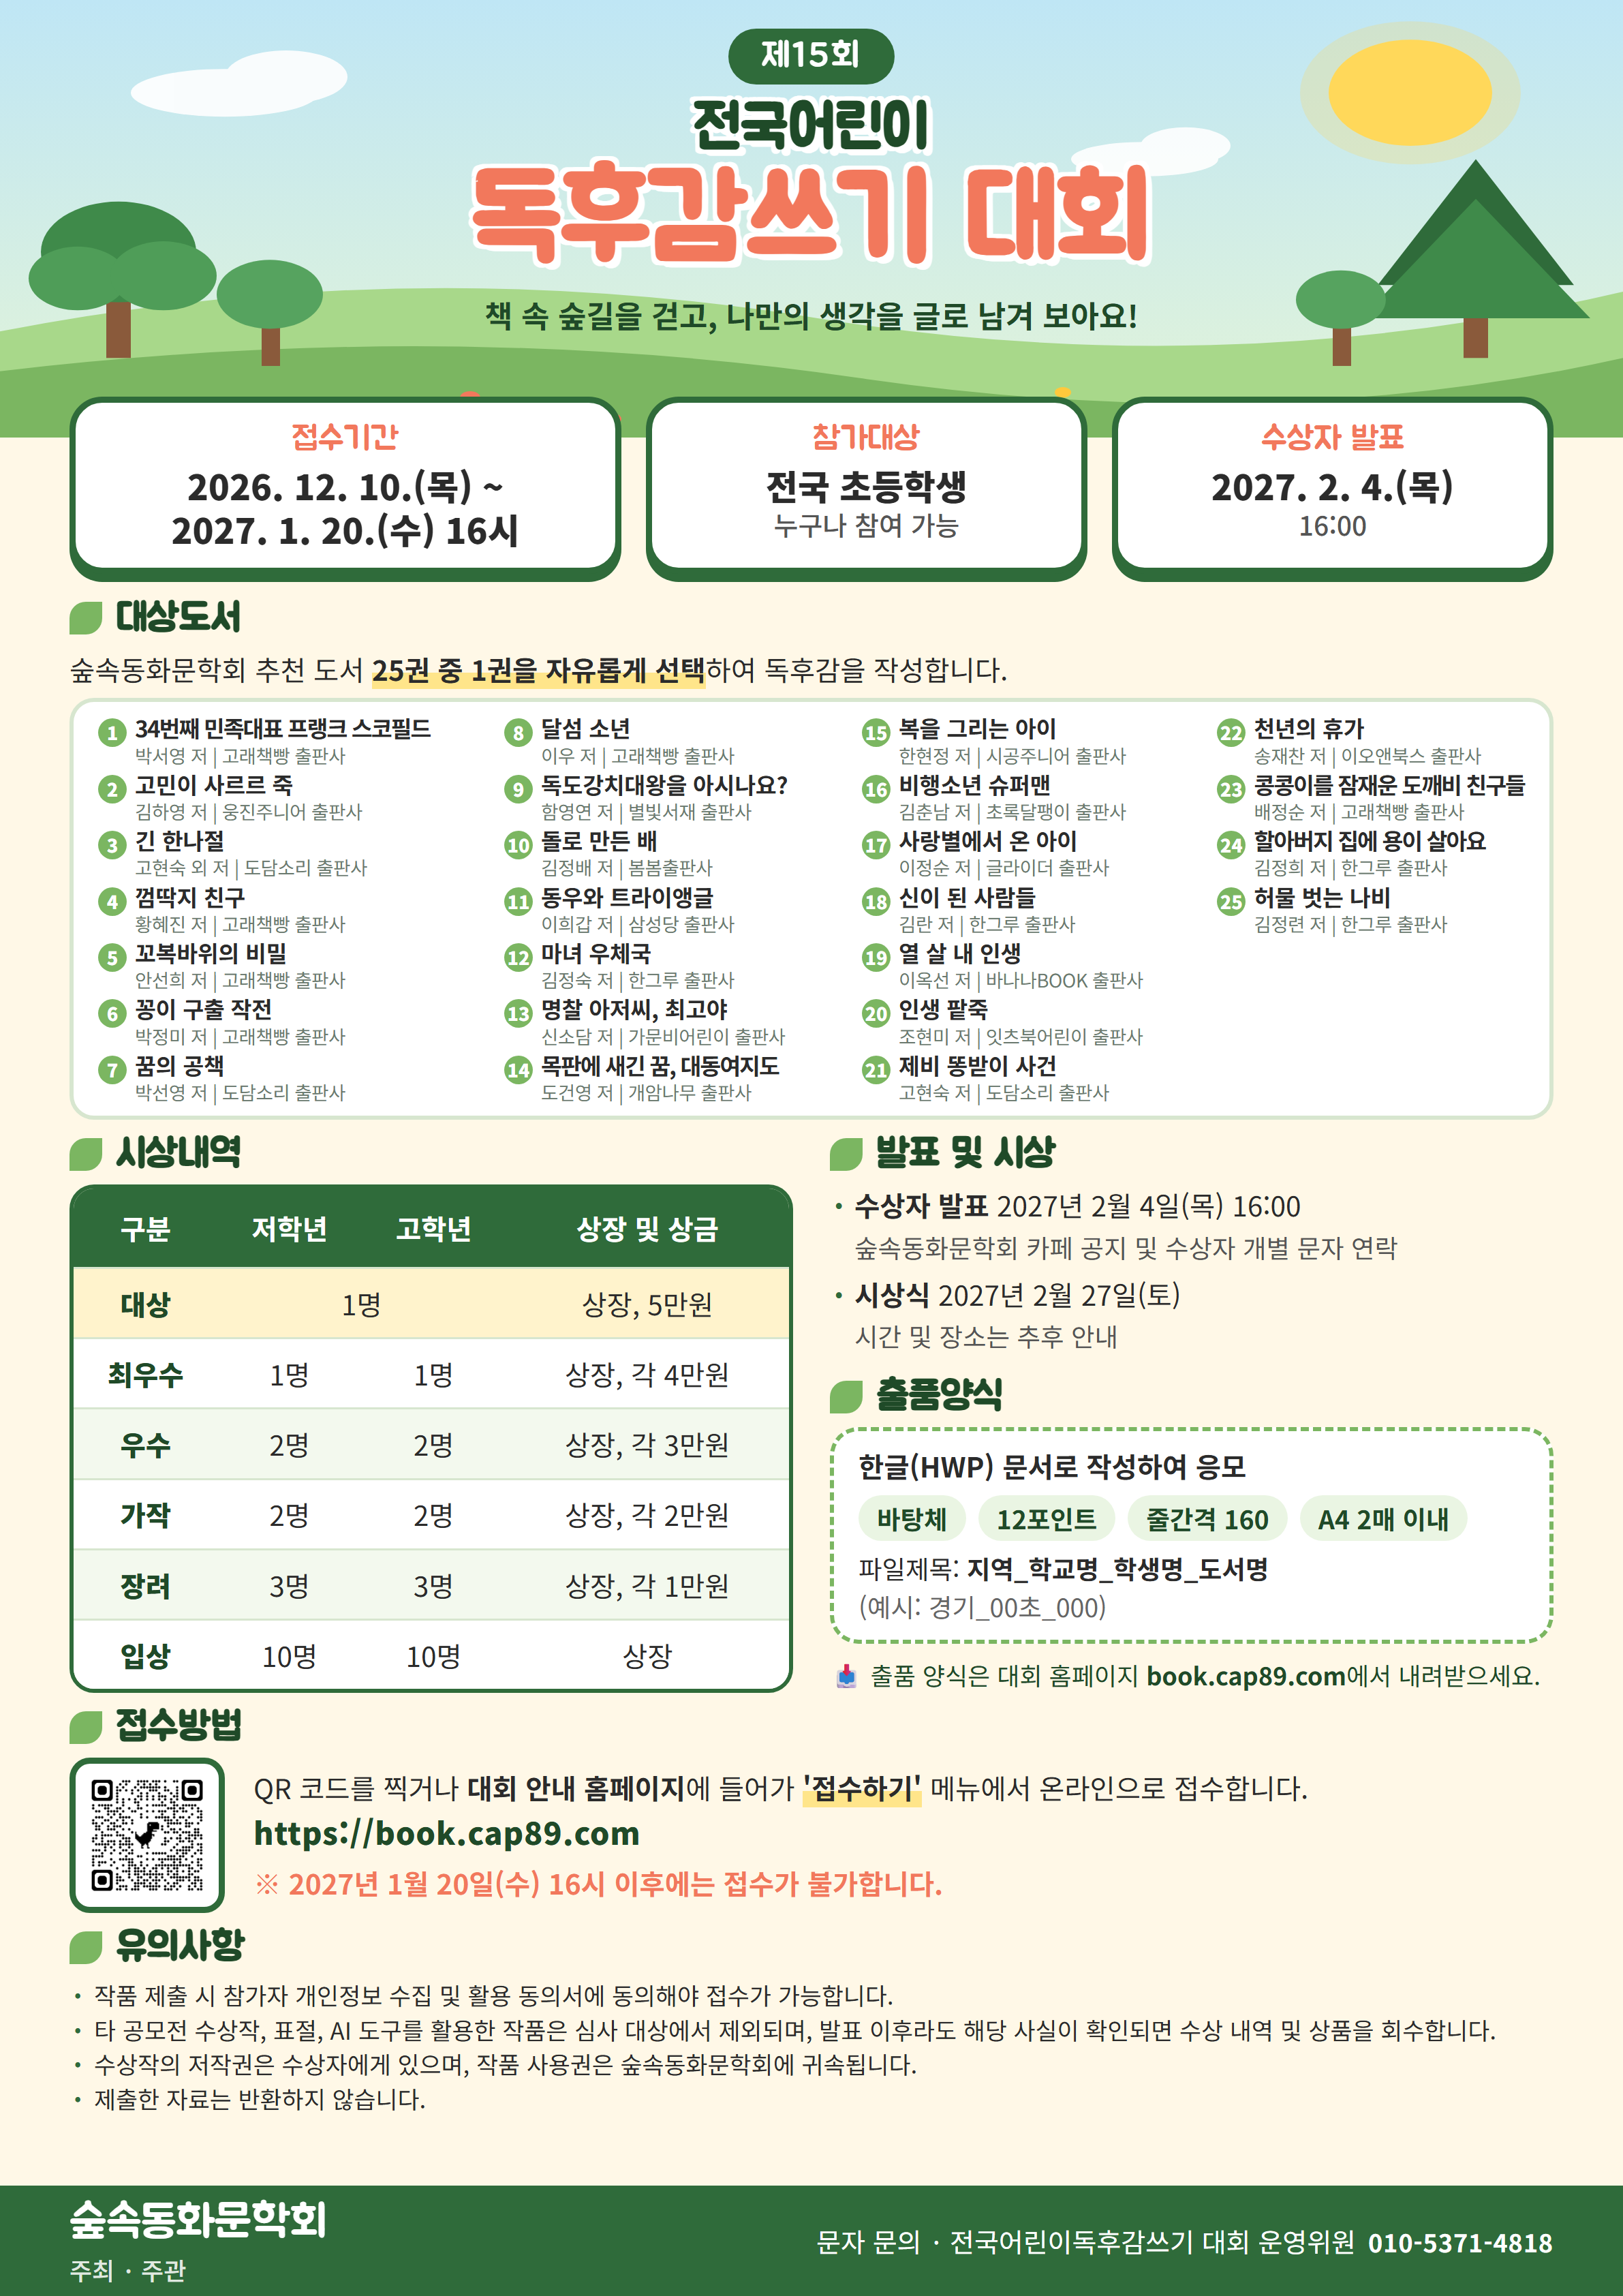 제15회
전국어린이
독후감쓰기 대회
책 속 숲길을 걷고, 나만의 생각을 글로 남겨 보아요!
접수기간
2026. 12. 10.(목) ~
2027. 1. 20.(수) 16시
참가대상
전국 초등학생
누구나 참여 가능
수상자 발표
2027. 2. 4.(목)
16:00
대상도서
숲속동화문학회 추천 도서 25권 중 1권을 자유롭게 선택하여 독후감을 작성합니다.
1 34번째 민족대표 프랭크 스코필드
박서영 저 | 고래책빵 출판사
2 고민이 사르르 죽
김하영 저 | 웅진주니어 출판사
3 긴 한나절
고현숙 외 저 | 도담소리 출판사
4 껌딱지 친구
황혜진 저 | 고래책빵 출판사
5 꼬복바위의 비밀
안선희 저 | 고래책빵 출판사
6 꽁이 구출 작전
박정미 저 | 고래책빵 출판사
7 꿈의 공책
박선영 저 | 도담소리 출판사
8 달섬 소년
이우 저 | 고래책빵 출판사
9 독도강치대왕을 아시나요?
함영연 저 | 별빛서재 출판사
10 돌로 만든 배
김정배 저 | 봄봄출판사
11 동우와 트라이앵글
이희갑 저 | 삼성당 출판사
12 마녀 우체국
김정숙 저 | 한그루 출판사
13 명찰 아저씨, 최고야
신소담 저 | 가문비어린이 출판사
14 목판에 새긴 꿈, 대동여지도
도건영 저 | 개암나무 출판사
15 복을 그리는 아이
한현정 저 | 시공주니어 출판사
16 비행소년 슈퍼맨
김춘남 저 | 초록달팽이 출판사
17 사랑별에서 온 아이
이정순 저 | 글라이더 출판사
18 신이 된 사람들
김란 저 | 한그루 출판사
19 열 살 내 인생
이옥선 저 | 바나나BOOK 출판사
20 인생 팥죽
조현미 저 | 잇츠북어린이 출판사
21 제비 똥받이 사건
고현숙 저 | 도담소리 출판사
22 천년의 휴가
송재찬 저 | 이오앤북스 출판사
23 콩콩이를 잠재운 도깨비 친구들
배정순 저 | 고래책빵 출판사
24 할아버지 집에 용이 살아요
김정희 저 | 한그루 출판사
25 허물 벗는 나비
김정련 저 | 한그루 출판사
시상내역
구분 저학년 고학년 상장 및 상금
대상 1명 상장, 5만원
최우수 1명 1명 상장, 각 4만원
우수 2명 2명 상장, 각 3만원
가작 2명 2명 상장, 각 2만원
장려 3명 3명 상장, 각 1만원
입상 10명 10명 상장
발표 및 시상
• 수상자 발표 2027년 2월 4일(목) 16:00
숲속동화문학회 카페 공지 및 수상자 개별 문자 연락
• 시상식 2027년 2월 27일(토)
시간 및 장소는 추후 안내
출품양식
한글(HWP) 문서로 작성하여 응모
바탕체 12포인트 줄간격 160 A4 2매 이내
파일제목: 지역_학교명_학생명_도서명
(예시: 경기_00초_000)
📥 출품 양식은 대회 홈페이지 book.cap89.com에서 내려받으세요.
접수방법
QR 코드를 찍거나 대회 안내 홈페이지에 들어가 '접수하기' 메뉴에서 온라인으로 접수합니다.
https://book.cap89.com
※ 2027년 1월 20일(수) 16시 이후에는 접수가 불가합니다.
유의사항
• 작품 제출 시 참가자 개인정보 수집 및 활용 동의서에 동의해야 접수가 가능합니다.
• 타 공모전 수상작, 표절, AI 도구를 활용한 작품은 심사 대상에서 제외되며, 발표 이후라도 해당 사실이 확인되면 수상 내역 및 상품을 회수합니다.
• 수상작의 저작권은 수상자에게 있으며, 작품 사용권은 숲속동화문학회에 귀속됩니다.
• 제출한 자료는 반환하지 않습니다.
숲속동화문학회
주최 · 주관
문자 문의 · 전국어린이독후감쓰기 대회 운영위원 010-5371-4818